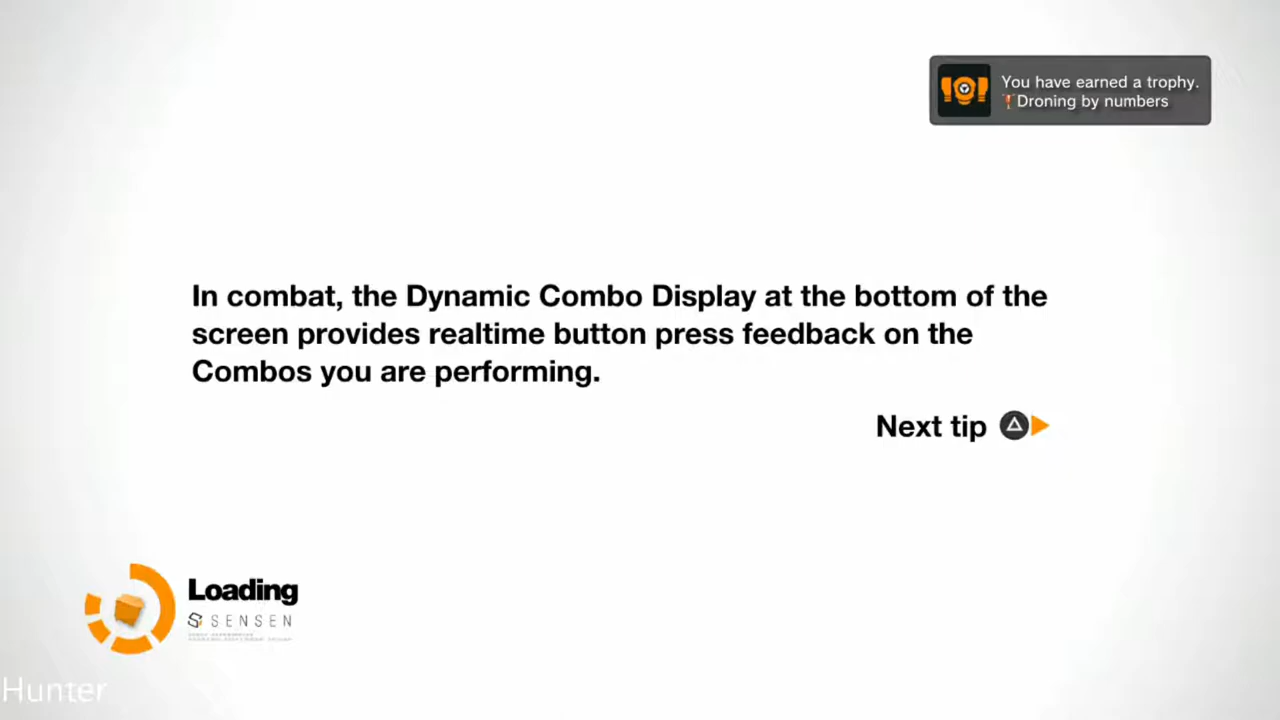 You have earned a trophy.
Droning by numbers
In combat, the Dynamic Combo Display at the bottom of the
screen provides realtime button press feedback on the
Combos you are performing.
Next tip
Loading
SENSEN
Hunter